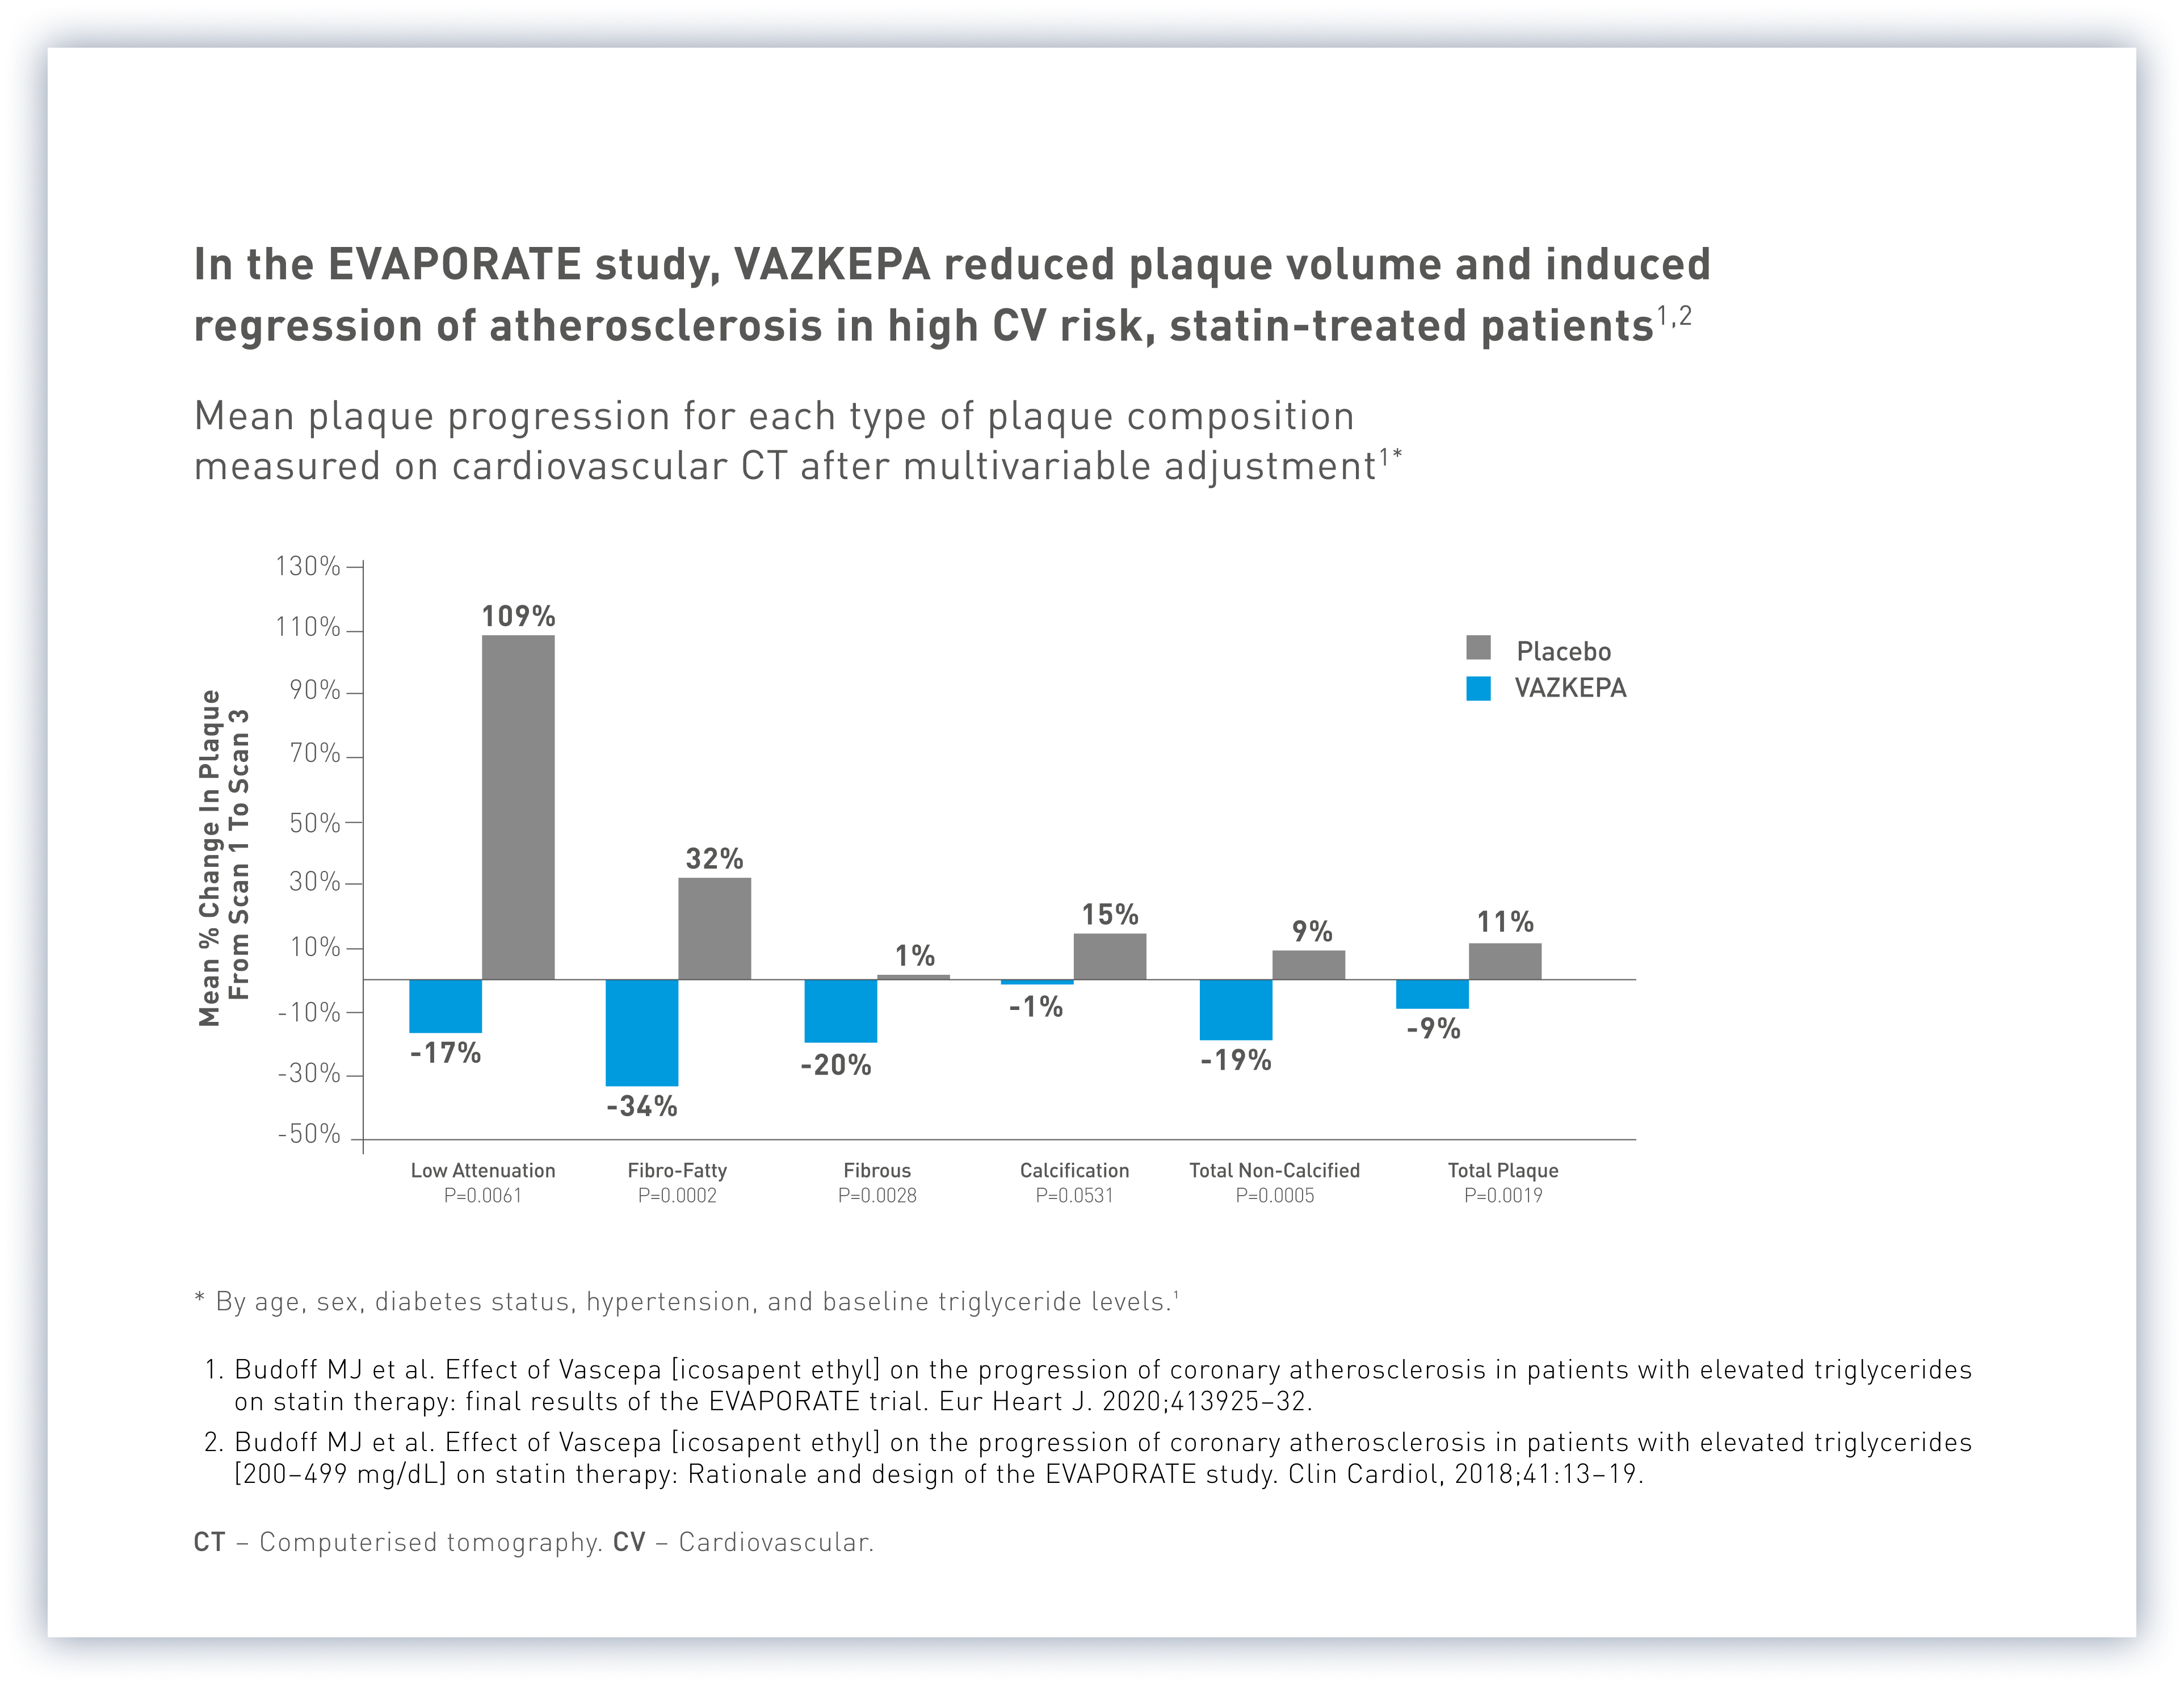 In the EVAPORATE study, VAZKEPA reduced plaque volume and induced
regression of atherosclerosis in high CV risk, statin-treated patients1,2
Mean plaque progression for each type of plaque composition
measured on cardiovascular CT after multivariable adjustment1*
Mean % Change In Plaque
From Scan 1 To Scan 3
130%
110%
90%
70%
50%
30%
10%
-10%
-30%
-50%
109%
32%
1%
15%
9%
11%
-17%
-34%
-20%
-1%
-19%
-9%
Placebo
VAZKEPA
Low Attenuation
P=0.0061
Fibro-Fatty
P=0.0002
Fibrous
P=0.0028
Calcification
P=0.0531
Total Non-Calcified
P=0.0005
Total Plaque
P=0.0019
* By age, sex, diabetes status, hypertension, and baseline triglyceride levels.1
1. Budoff MJ et al. Effect of Vascepa [icosapent ethyl] on the progression of coronary atherosclerosis in patients with elevated triglycerides
on statin therapy: final results of the EVAPORATE trial. Eur Heart J. 2020;413925–32.
2. Budoff MJ et al. Effect of Vascepa [icosapent ethyl] on the progression of coronary atherosclerosis in patients with elevated triglycerides
[200–499 mg/dL] on statin therapy: Rationale and design of the EVAPORATE study. Clin Cardiol, 2018;41:13–19.
CT – Computerised tomography. CV – Cardiovascular.